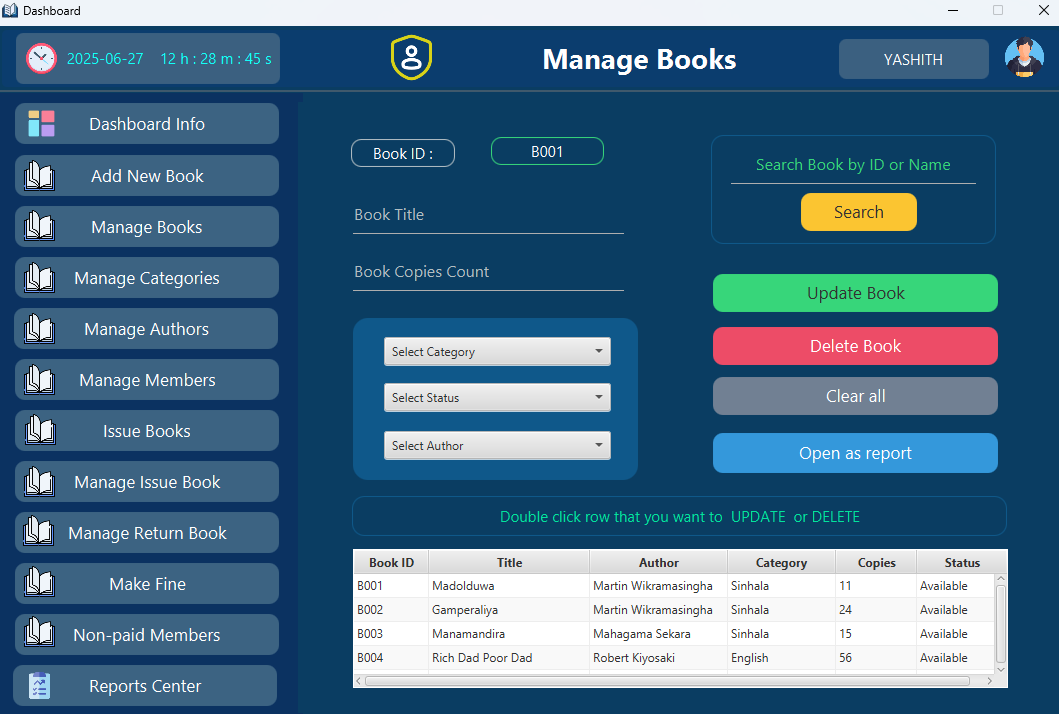 Dashboard
2025-06-27 12 h : 28 m : 45 s
Manage Books
YASHITH
Dashboard Info
Add New Book
Manage Books
Manage Categories
Manage Authors
Manage Members
Issue Books
Manage Issue Book
Manage Return Book
Make Fine
Non-paid Members
Reports Center
Book ID : B001
Book Title
Book Copies Count
Select Category
Select Status
Select Author
Search Book by ID or Name
Search
Update Book
Delete Book
Clear all
Open as report
Double click row that you want to UPDATE or DELETE
Book ID Title Author Category Copies Status
B001 Madolduwa Martin Wikramasingha Sinhala 11 Available
B002 Gamperaliya Martin Wikramasingha Sinhala 24 Available
B003 Manamandira Mahagama Sekara Sinhala 15 Available
B004 Rich Dad Poor Dad Robert Kiyosaki English 56 Available